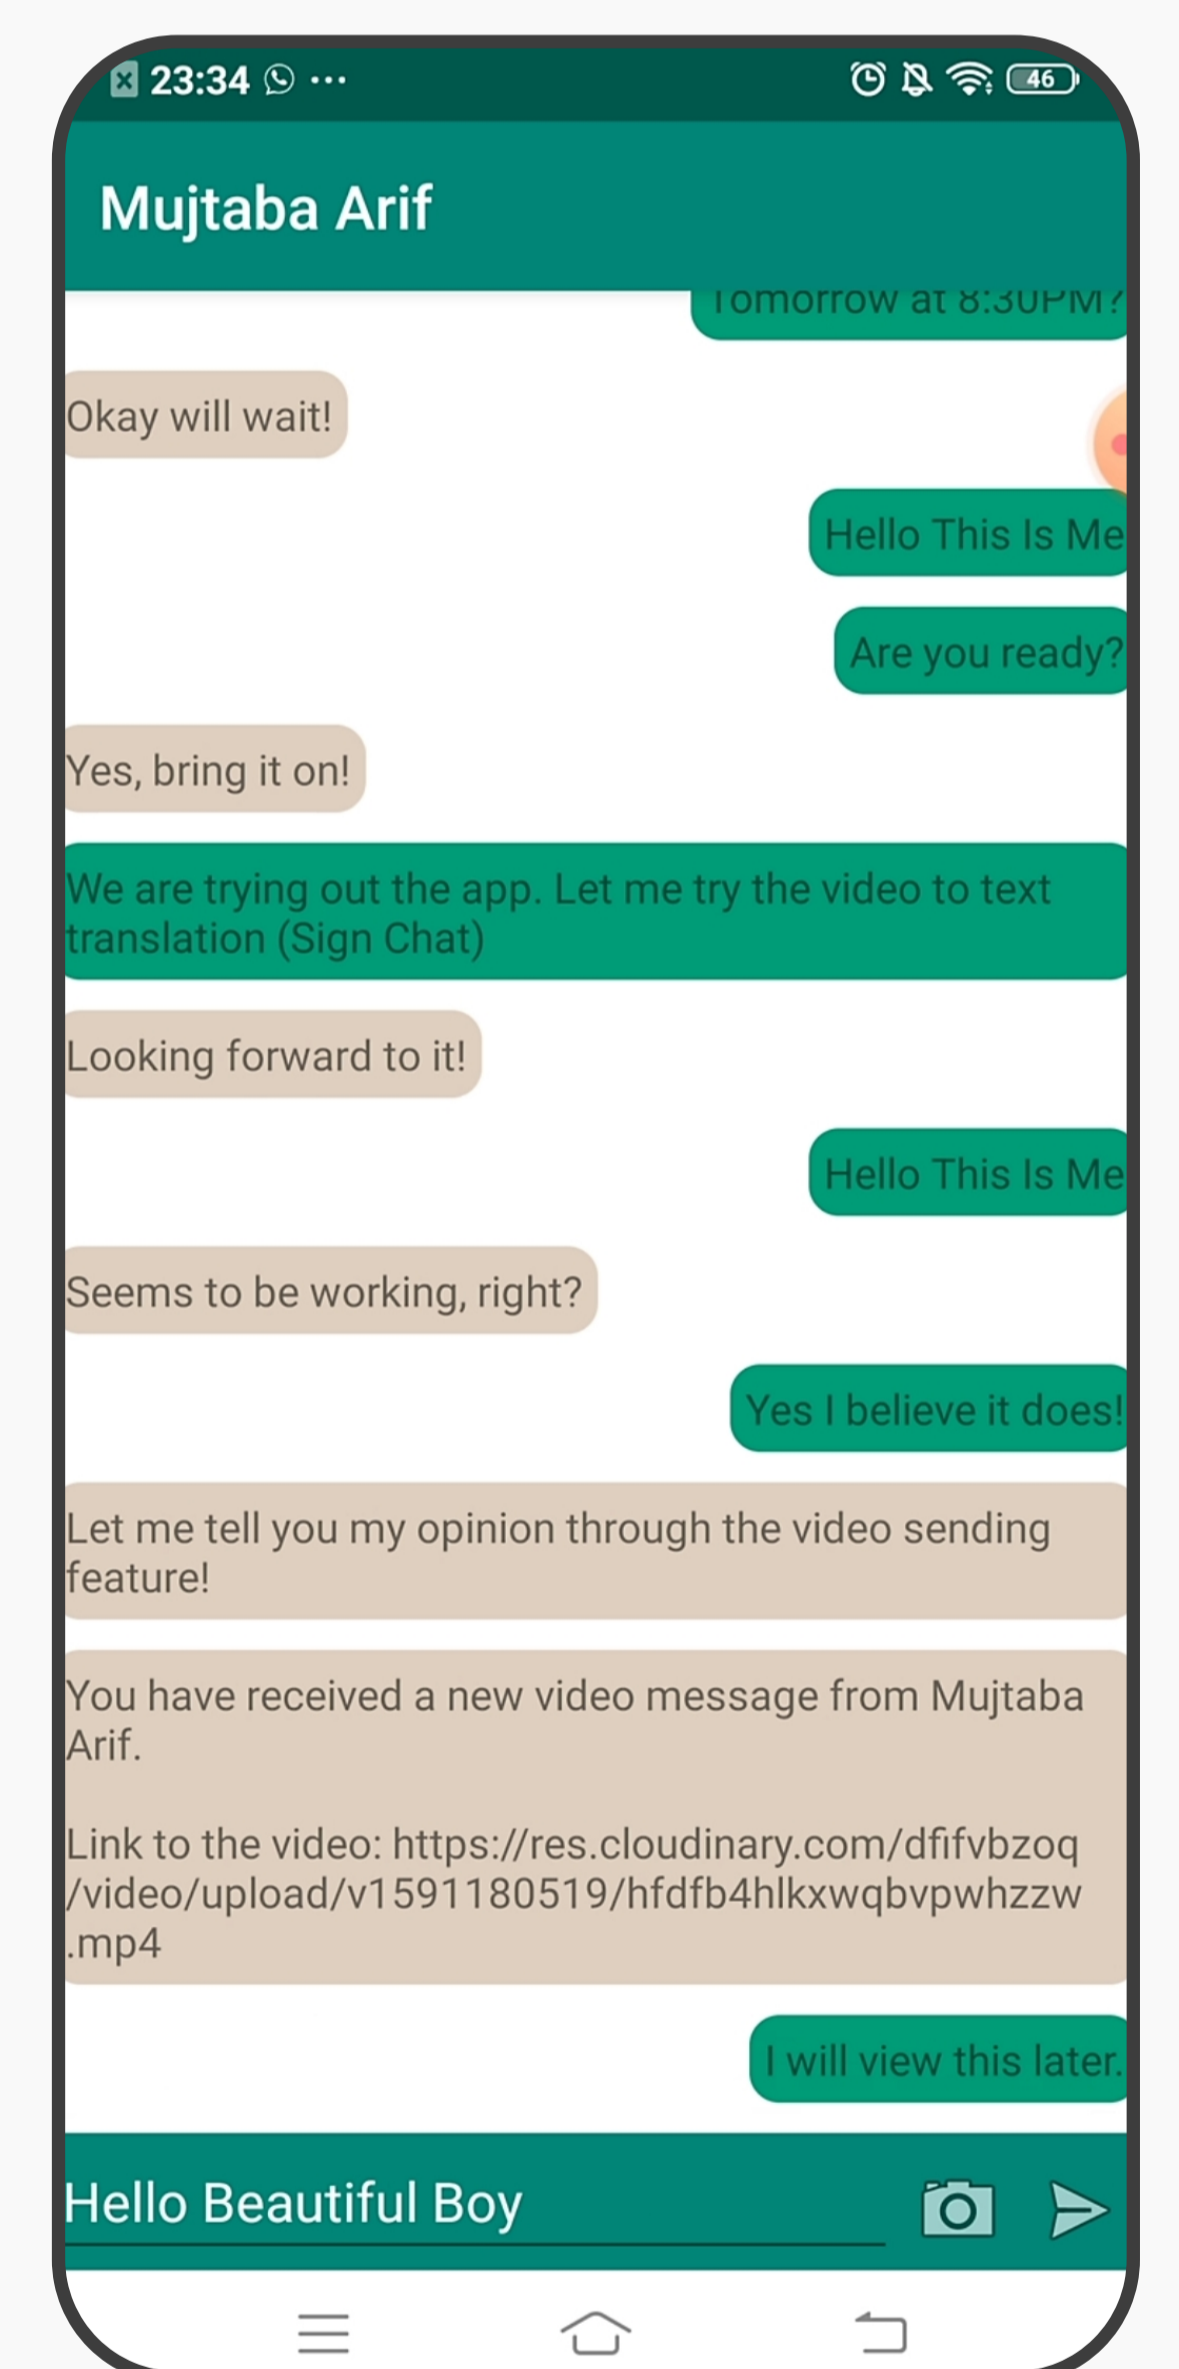 23:34
46
Mujtaba Arif
Tomorrow at 8:30PM?
Okay will wait!
Hello This Is Me
Are you ready?
Yes, bring it on!
We are trying out the app. Let me try the video to text
translation (Sign Chat)
Looking forward to it!
Hello This Is Me
Seems to be working, right?
Yes I believe it does!
Let me tell you my opinion through the video sending
feature!
You have received a new video message from Mujtaba
Arif.
Link to the video: https://res.cloudinary.com/dfifvbzoq
/video/upload/v1591180519/hfdfb4hlkxwqbvpwhzzw
.mp4
I will view this later.
Hello Beautiful Boy